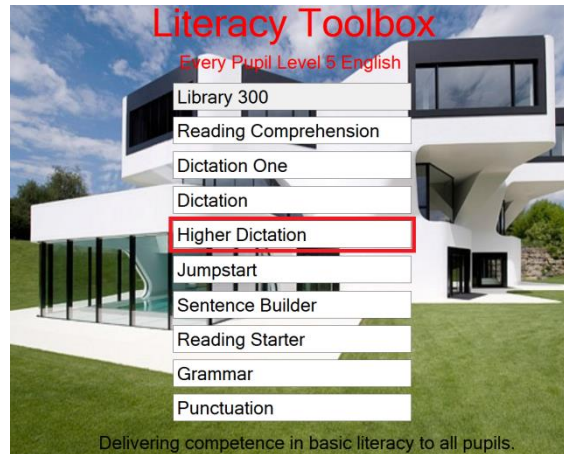 Literacy Toolbox
Every Pupil Level 5 English
Library 300
Reading Comprehension
Dictation One
Dictation
Higher Dictation
Jumpstart
Sentence Builder
Reading Starter
Grammar
Punctuation
Delivering competence in basic literacy to all pupils.